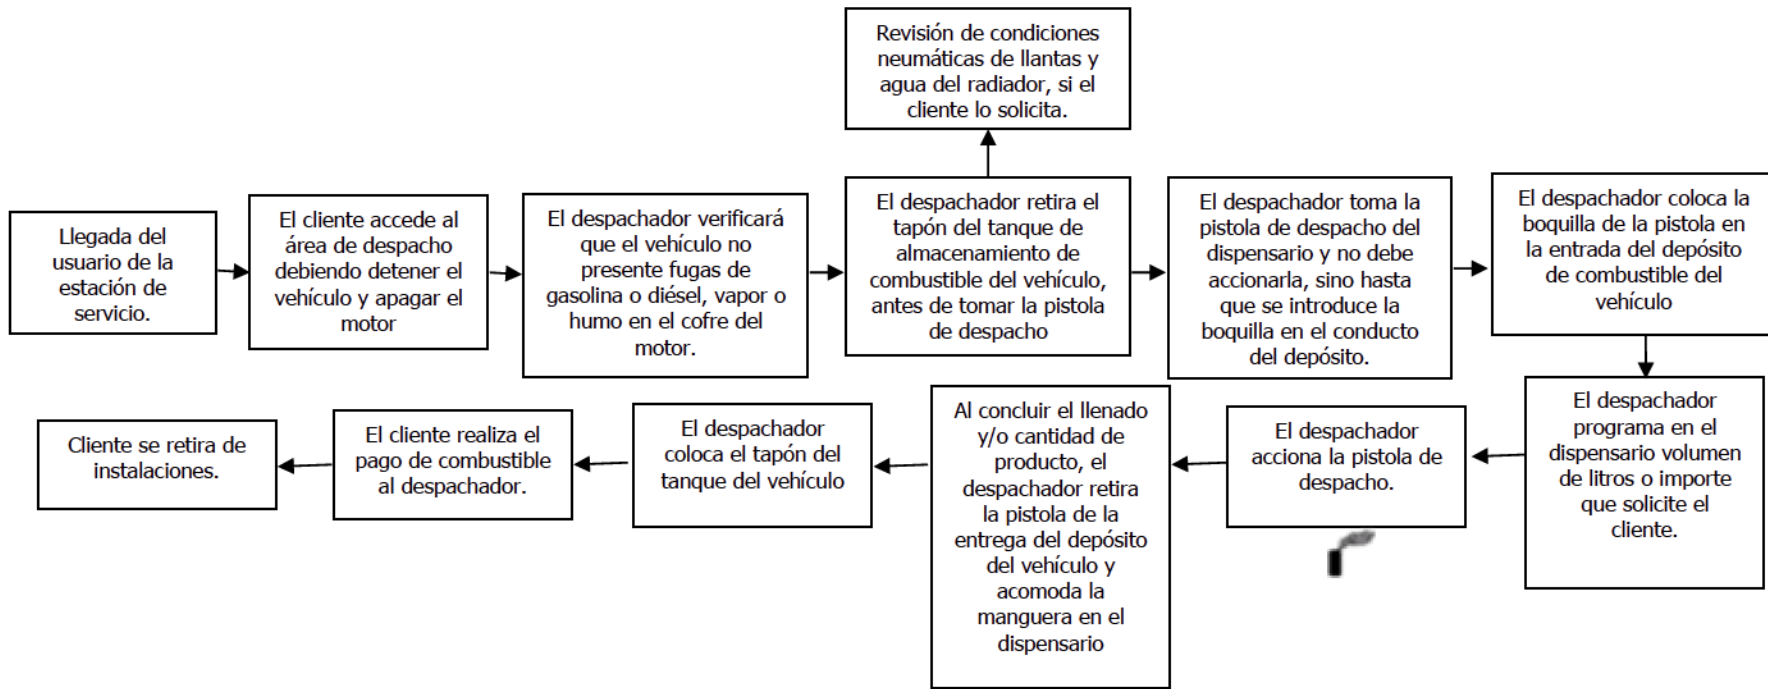 Revisión de condiciones
neumáticas de llantas y
agua del radiador, si el
cliente lo solicita.
Llegada del
usuario de la
estación de
servicio.
El cliente accede al
área de despacho
debiendo detener el
vehículo y apagar el
motor
El despachador verificará
que el vehículo no
presente fugas de
gasolina o diésel, vapor o
humo en el cofre del
motor.
El despachador retira el
tapón del tanque de
almacenamiento de
combustible del vehículo,
antes de tomar la pistola
de despacho
El despachador toma la
pistola de despacho del
dispensario y no debe
accionarla, sino hasta
que se introduce la
boquilla en el conducto
del depósito.
El despachador coloca la
boquilla de la pistola en
la entrada del depósito
de combustible del
vehículo
El despachador
programa en el
dispensario volumen
de litros o importe
que solicite el
cliente.
El despachador
acciona la pistola de
despacho.
Al concluir el llenado
y/o cantidad de
producto, el
despachador retira
la pistola de la
entrega del depósito
del vehículo y
acomoda la
manguera en el
dispensario
El despachador
coloca el tapón del
tanque del vehículo
El cliente realiza el
pago de combustible
al despachador.
Cliente se retira de
instalaciones.